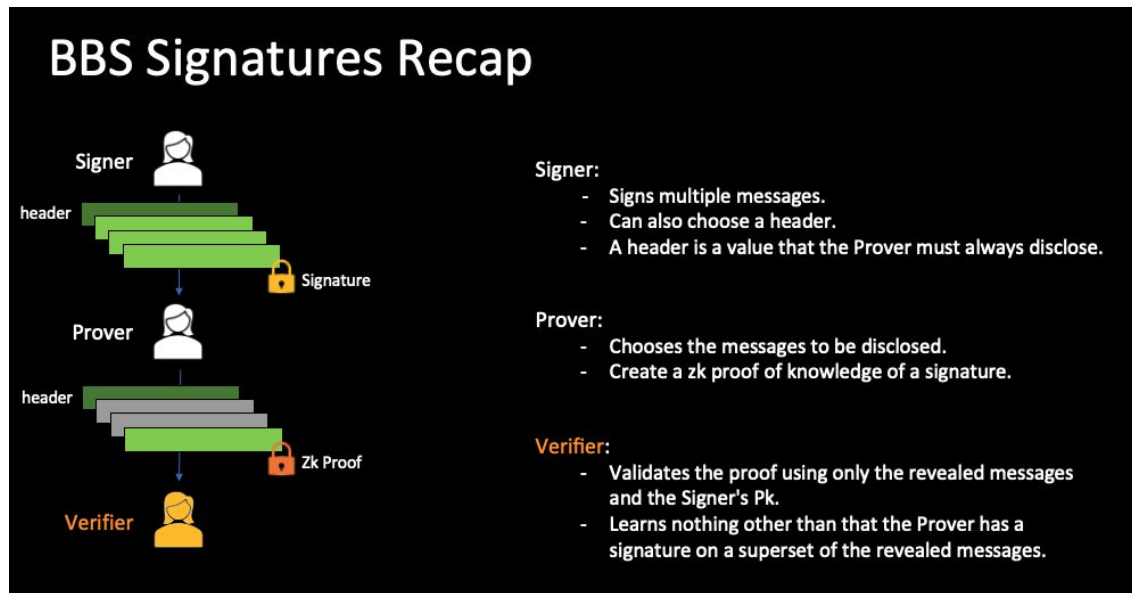 BBS Signatures Recap
Signer
header
Signature
Prover
header
Zk Proof
Verifier
Signer:
- Signs multiple messages.
- Can also choose a header.
- A header is a value that the Prover must always disclose.
Prover:
- Chooses the messages to be disclosed.
- Create a zk proof of knowledge of a signature.
Verifier:
- Validates the proof using only the revealed messages
and the Signer's Pk.
- Learns nothing other than that the Prover has a
signature on a superset of the revealed messages.